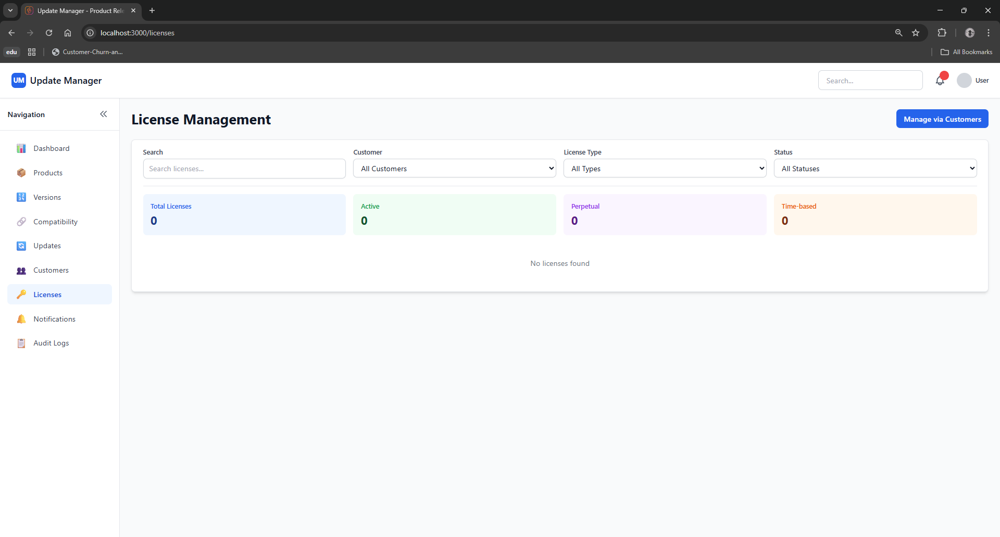 Update Manager - Product Rele
localhost:3000/licenses
edu
Customer-Churn-an...
All Bookmarks
UM
Update Manager
Search...
User
Navigation
Dashboard
Products
Versions
Compatibility
Updates
Customers
Licenses
Notifications
Audit Logs
License Management
Manage via Customers
Search
Customer
License Type
Status
Search licenses...
All Customers
All Types
All Statuses
Total Licenses
0
Active
0
Perpetual
0
Time-based
0
No licenses found